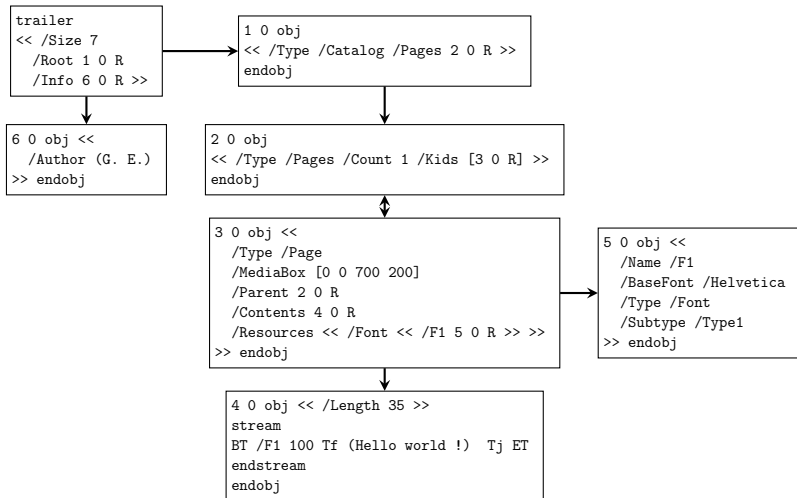 trailer
<< /Size 7
  /Root 1 0 R
  /Info 6 0 R >>
1 0 obj
<< /Type /Catalog /Pages 2 0 R >>
endobj
6 0 obj <<
  /Author (G. E.)
>> endobj
2 0 obj
<< /Type /Pages /Count 1 /Kids [3 0 R] >>
endobj
3 0 obj <<
  /Type /Page
  /MediaBox [0 0 700 200]
  /Parent 2 0 R
  /Contents 4 0 R
  /Resources << /Font << /F1 5 0 R >> >>
>> endobj
5 0 obj <<
  /Name /F1
  /BaseFont /Helvetica
  /Type /Font
  /Subtype /Type1
>> endobj
4 0 obj << /Length 35 >>
stream
BT /F1 100 Tf (Hello world !)  Tj ET
endstream
endobj